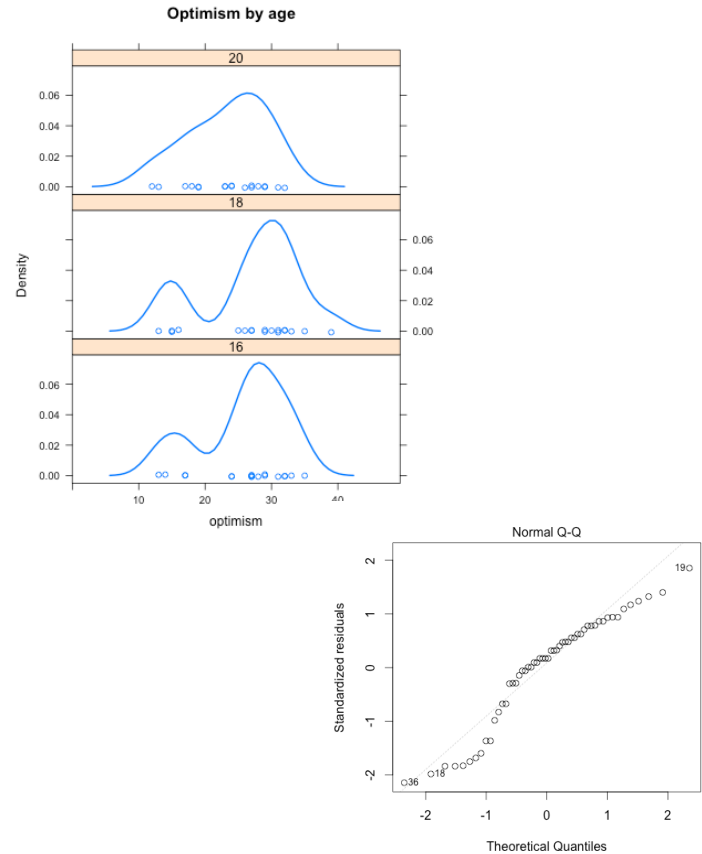 Optimism by age
20
0.06
0.04
0.02
0.00
18
0.06
0.04
0.02
0.00
Density
16
0.06
0.04
0.02
0.00
10 20 30 40
optimism
Normal Q-Q
Standardized residuals
2
1
0
-1
-2
19
18
36
-2 -1 0 1 2
Theoretical Quantiles